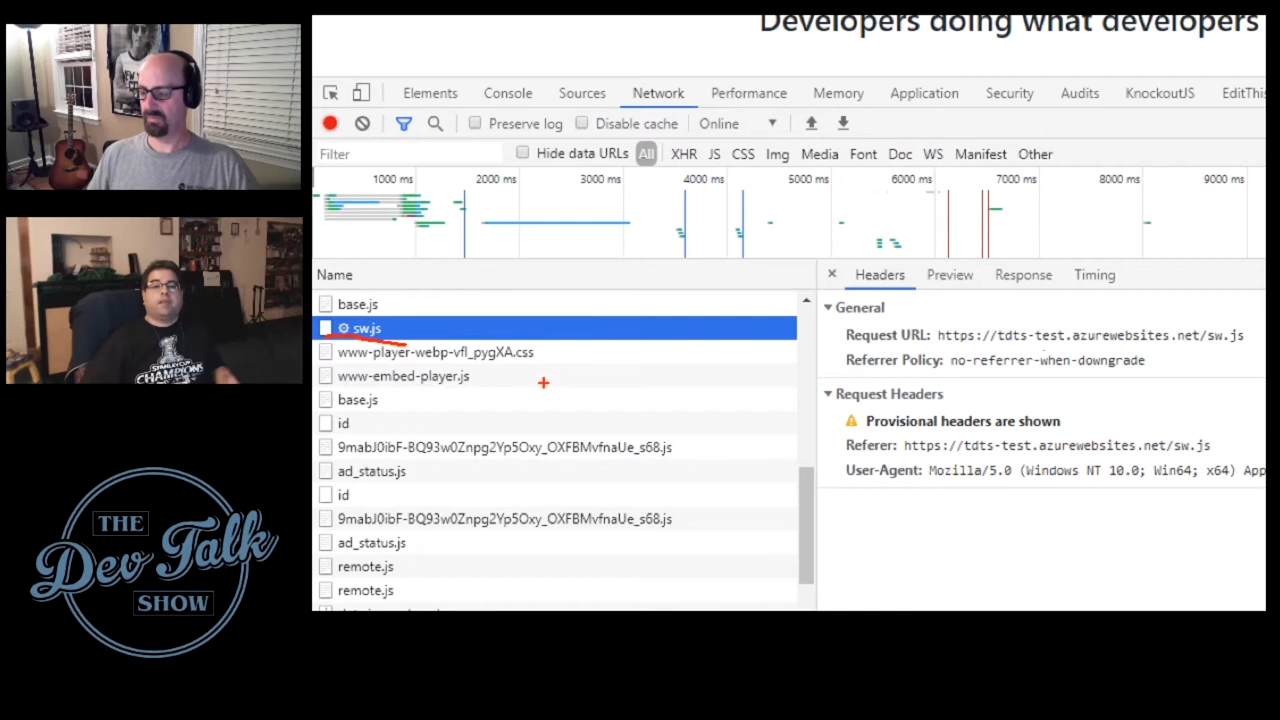 Developers doing what developers
Elements Console Sources Network Performance Memory Application Security Audits KnockoutJS EditThis
Preserve log Disable cache Online
Filter Hide data URLs All XHR JS CSS Img Media Font Doc WS Manifest Other
1000 ms 2000 ms 3000 ms 4000 ms 5000 ms 6000 ms 7000 ms 8000 ms 9000 ms
Name
base.js
sw.js
www-player-webp-vfl_pygXA.css
www-embed-player.js
base.js
id
9mabJ0ibF-BQ93w0Znpg2Yp5Oxy_OXFBMvfnaUe_s68.js
ad_status.js
id
9mabJ0ibF-BQ93w0Znpg2Yp5Oxy_OXFBMvfnaUe_s68.js
ad_status.js
remote.js
remote.js
× Headers Preview Response Timing
General
Request URL: https://tdts-test.azurewebsites.net/sw.js
Referrer Policy: no-referrer-when-downgrade
Request Headers
Provisional headers are shown
Referer: https://tdts-test.azurewebsites.net/sw.js
User-Agent: Mozilla/5.0 (Windows NT 10.0; Win64; x64) App
NEW YORK CITY
STANLEY CUP
CHAMPIONS
THE
Dev Talk
SHOW